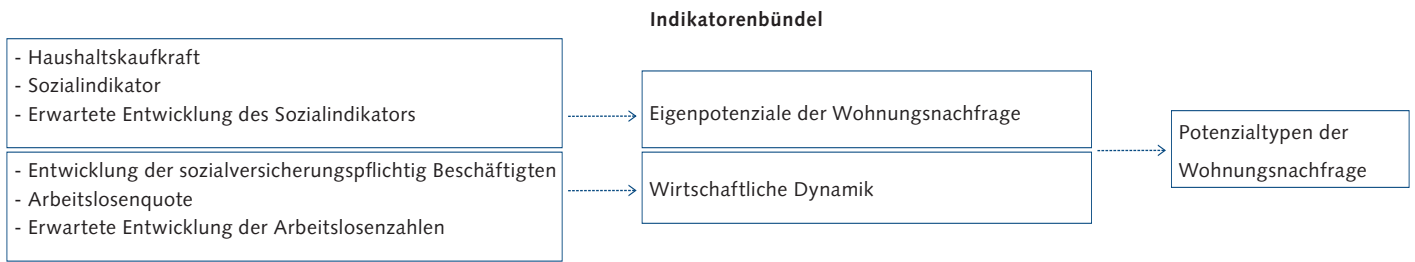 Indikatorenbündel
- Haushaltskaufkraft
- Sozialindikator
- Erwartete Entwicklung des Sozialindikators
- Entwicklung der sozialversicherungspflichtig Beschäftigten
- Arbeitslosenquote
- Erwartete Entwicklung der Arbeitslosenzahlen
Eigenpotenziale der Wohnungsnachfrage
Wirtschaftliche Dynamik
Potenzialtypen der
Wohnungsnachfrage